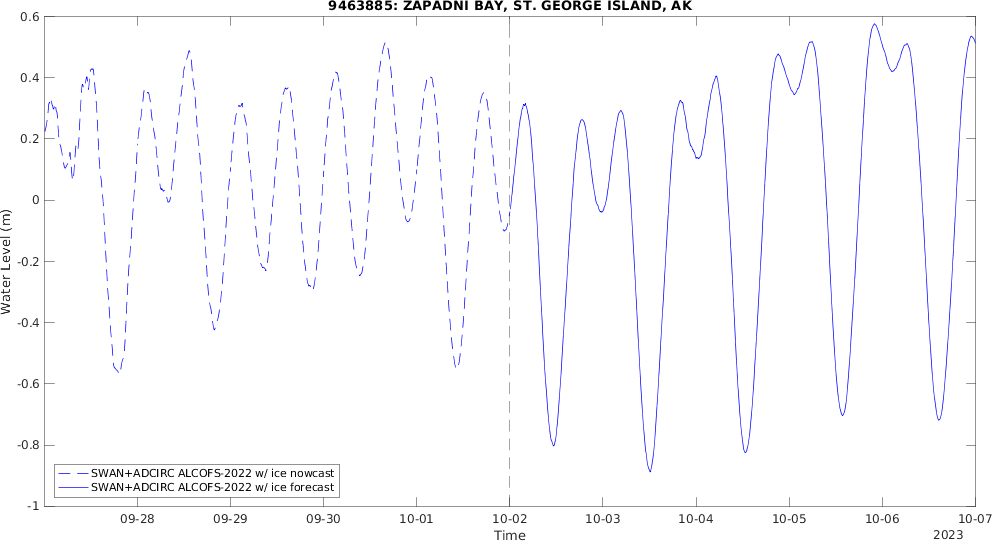 9463885: ZAPADNI BAY, ST. GEORGE ISLAND, AK
0.6
0.4
0.2
0
-0.2
-0.4
-0.6
-0.8
-1
Water Level (m)
SWAN+ADCIRC ALCOFS-2022 w/ ice nowcast
SWAN+ADCIRC ALCOFS-2022 w/ ice forecast
09-28 09-29 09-30 10-01 10-02 10-03 10-04 10-05 10-06 10-07
Time
2023